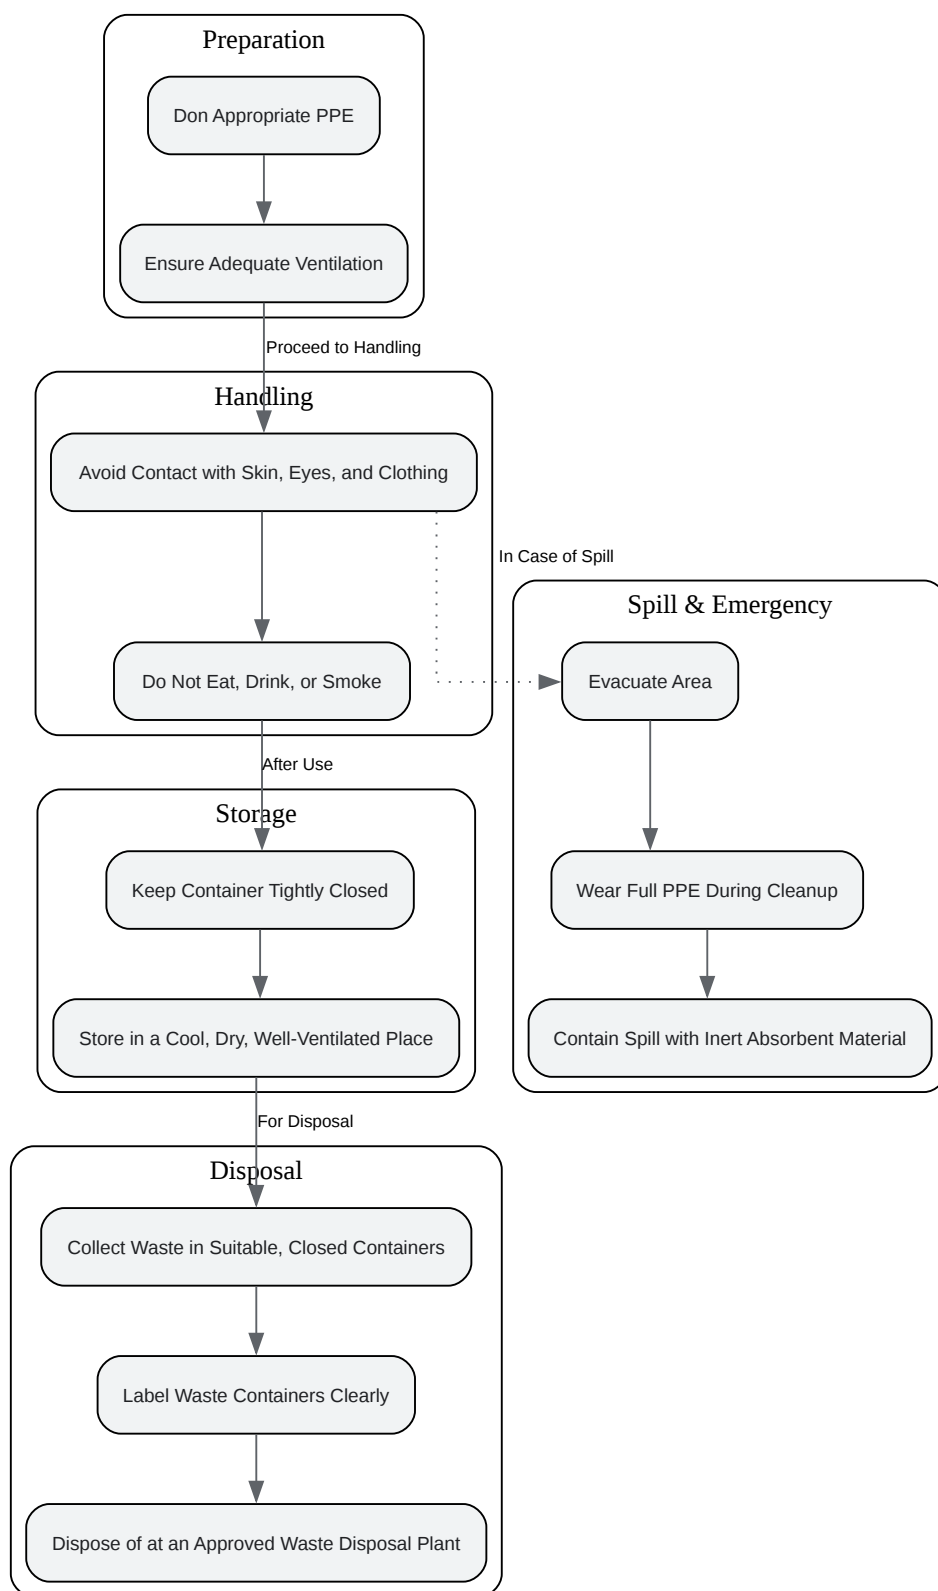 Preparation
Don Appropriate PPE
Ensure Adequate Ventilation
Proceed to Handling
Handling
Avoid Contact with Skin, Eyes, and Clothing
In Case of Spill
Do Not Eat, Drink, or Smoke
After Use
Storage
Keep Container Tightly Closed
Store in a Cool, Dry, Well-Ventilated Place
Spill & Emergency
Evacuate Area
Wear Full PPE During Cleanup
Contain Spill with Inert Absorbent Material
For Disposal
Disposal
Collect Waste in Suitable, Closed Containers
Label Waste Containers Clearly
Dispose of at an Approved Waste Disposal Plant